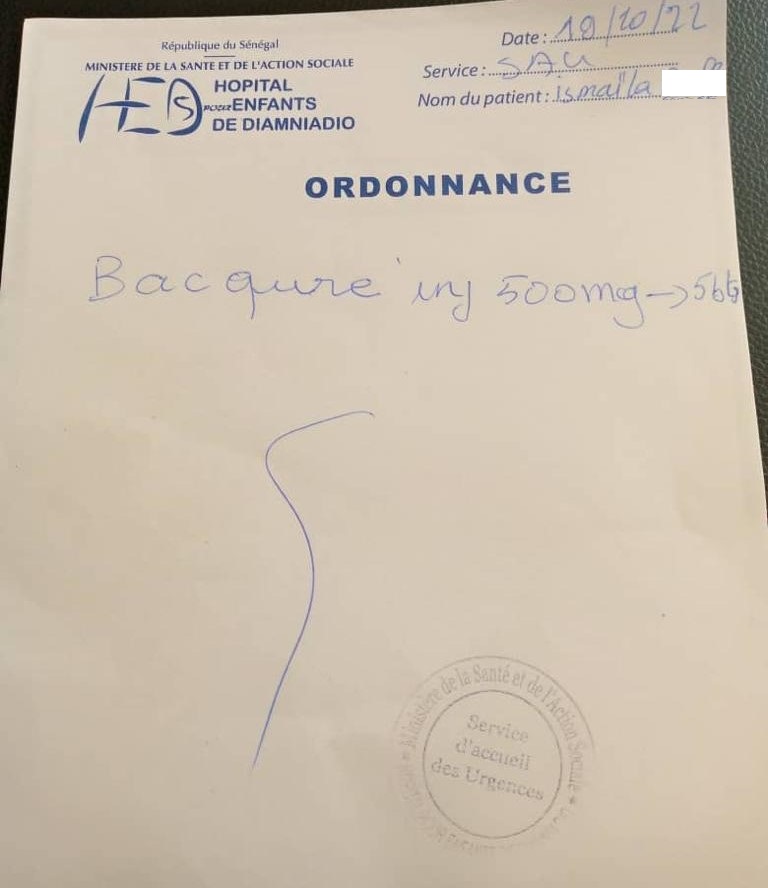 République du Sénégal
MINISTERE DE LA SANTE ET DE L'ACTION SOCIALE
HED
HOPITAL
pour ENFANTS
DE DIAMNIADIO
Date : 19/10/22
Service : SAU
Nom du patient : Ismaïla
ORDONNANCE
Bacqure inj 500mg →
Ministère de la Santé et de l'Action Sociale
Service
d'accueil
des Urgences